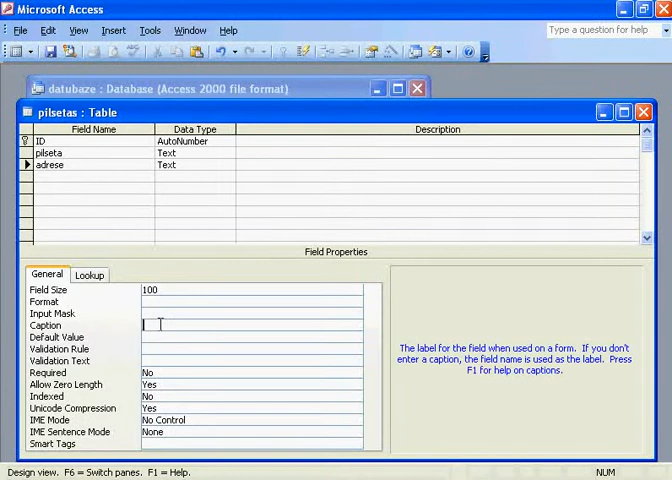 Microsoft Access
File Edit View Insert Tools Window Help
Type a question for help
datubaze : Database (Access 2000 file format)
pilsetas : Table
Field Name Data Type Description
ID AutoNumber
pilseta Text
adrese Text
Field Properties
General Lookup
Field Size 100
Format
Input Mask
Caption
Default Value
Validation Rule
Validation Text
Required No
Allow Zero Length Yes
Indexed No
Unicode Compression Yes
IME Mode No Control
IME Sentence Mode None
Smart Tags
The label for the field when used on a form. If you don't
enter a caption, the field name is used as the label. Press
F1 for help on captions.
Design view. F6 = Switch panes. F1 = Help.
NUM